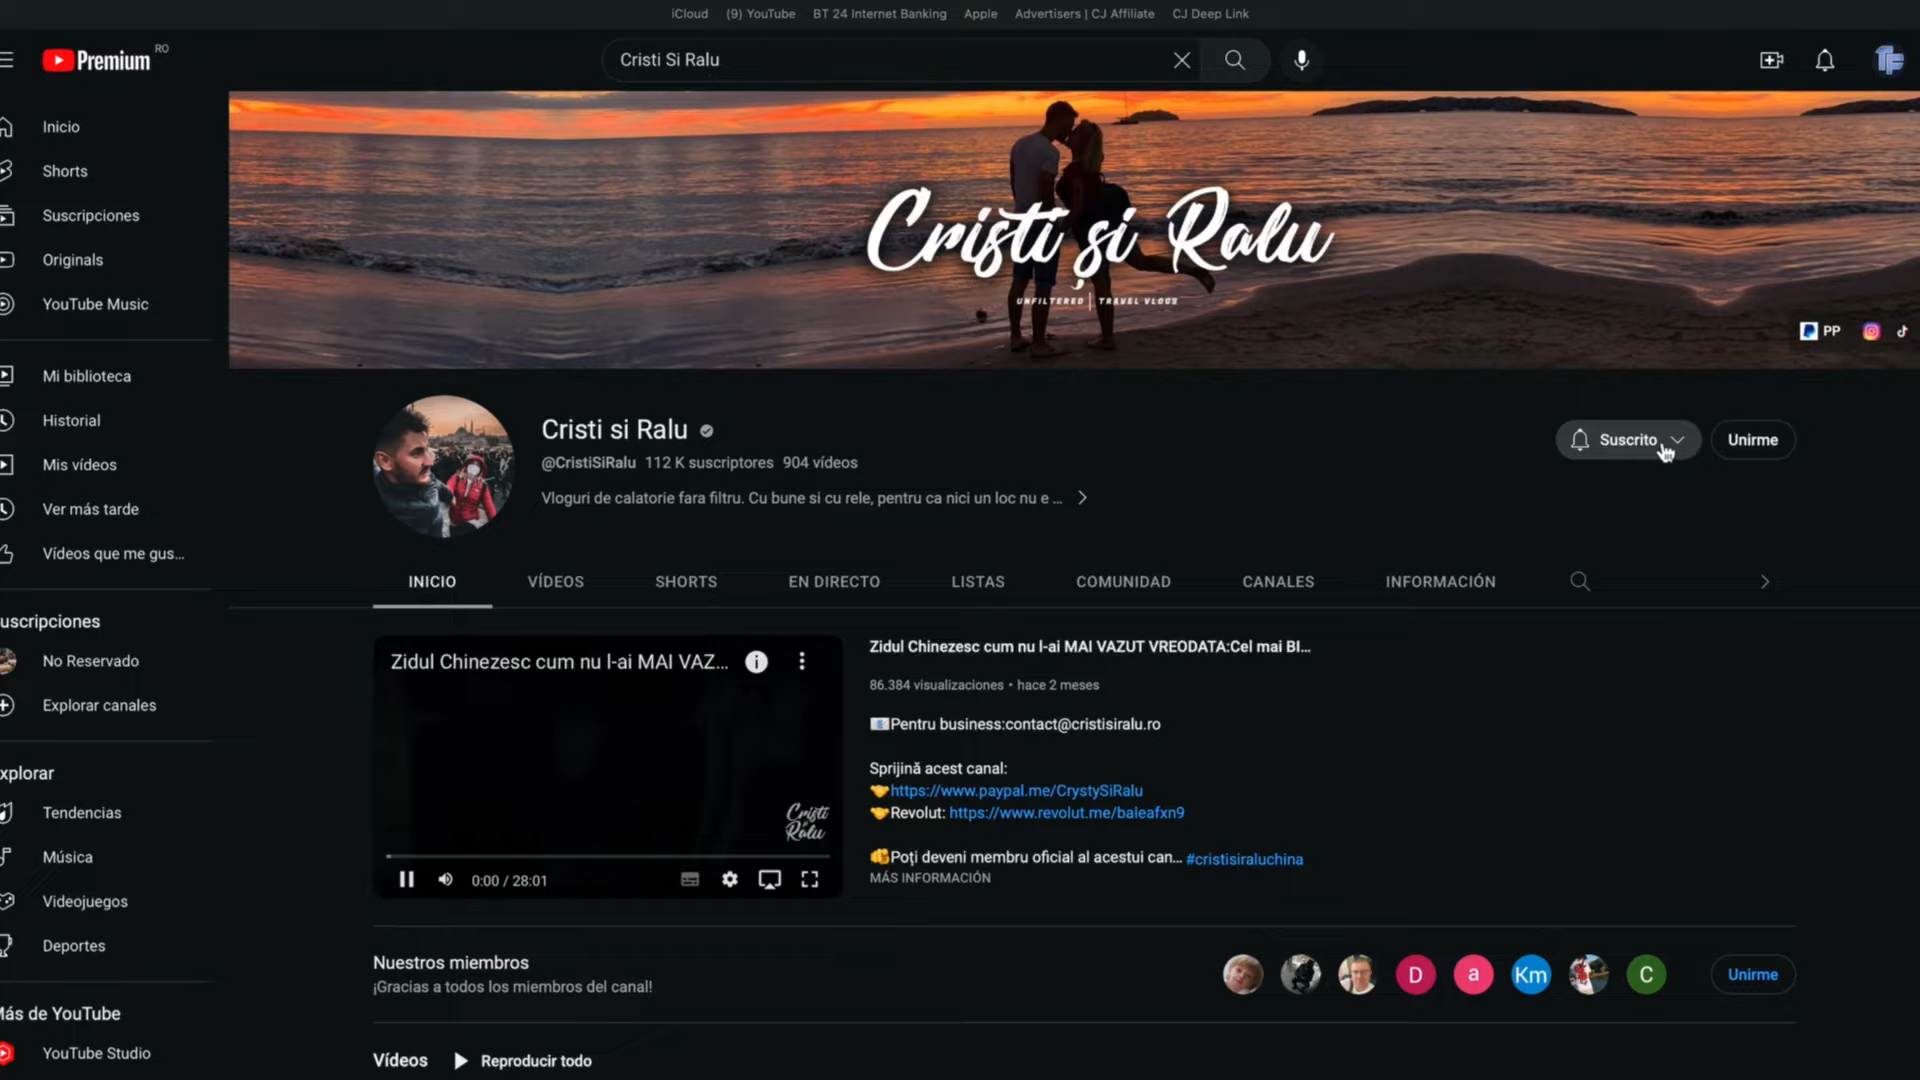 iCloud (9) YouTube BT 24 Internet Banking Apple Advertisers | CJ Affiliate CJ Deep Link
Premium RO
Cristi Si Ralu
TF
Inicio
Shorts
Suscripciones
Originals
YouTube Music
Mi biblioteca
Historial
Mis vídeos
Ver más tarde
Vídeos que me gus...
uscripciones
No Reservado
Explorar canales
xplorar
Tendencias
Música
Videojuegos
Deportes
Más de YouTube
YouTube Studio
Cristi și Ralu
UNFILTERED | TRAVEL VLOGS
PP
Cristi si Ralu
@CristiSiRalu 112 K suscriptores 904 vídeos
Vloguri de calatorie fara filtru. Cu bune si cu rele, pentru ca nici un loc nu e ...
Suscrito
Unirme
INICIO VÍDEOS SHORTS EN DIRECTO LISTAS COMUNIDAD CANALES INFORMACIÓN
Zidul Chinezesc cum nu l-ai MAI VAZ...
Cristi
Ralu
0:00 / 28:01
Zidul Chinezesc cum nu l-ai MAI VAZUT VREODATA:Cel mai BI...
86.384 visualizaciones • hace 2 meses
📧Pentru business:contact@cristisiralu.ro
Sprijină acest canal:
🤝https://www.paypal.me/CrystySiRalu
🤝Revolut: https://www.revolut.me/baleafxn9
🫵Poți deveni membru oficial al acestui can... #cristisiraluchina
MÁS INFORMACIÓN
Nuestros miembros
¡Gracias a todos los miembros del canal!
D a Km C
Unirme
Vídeos Reproducir todo